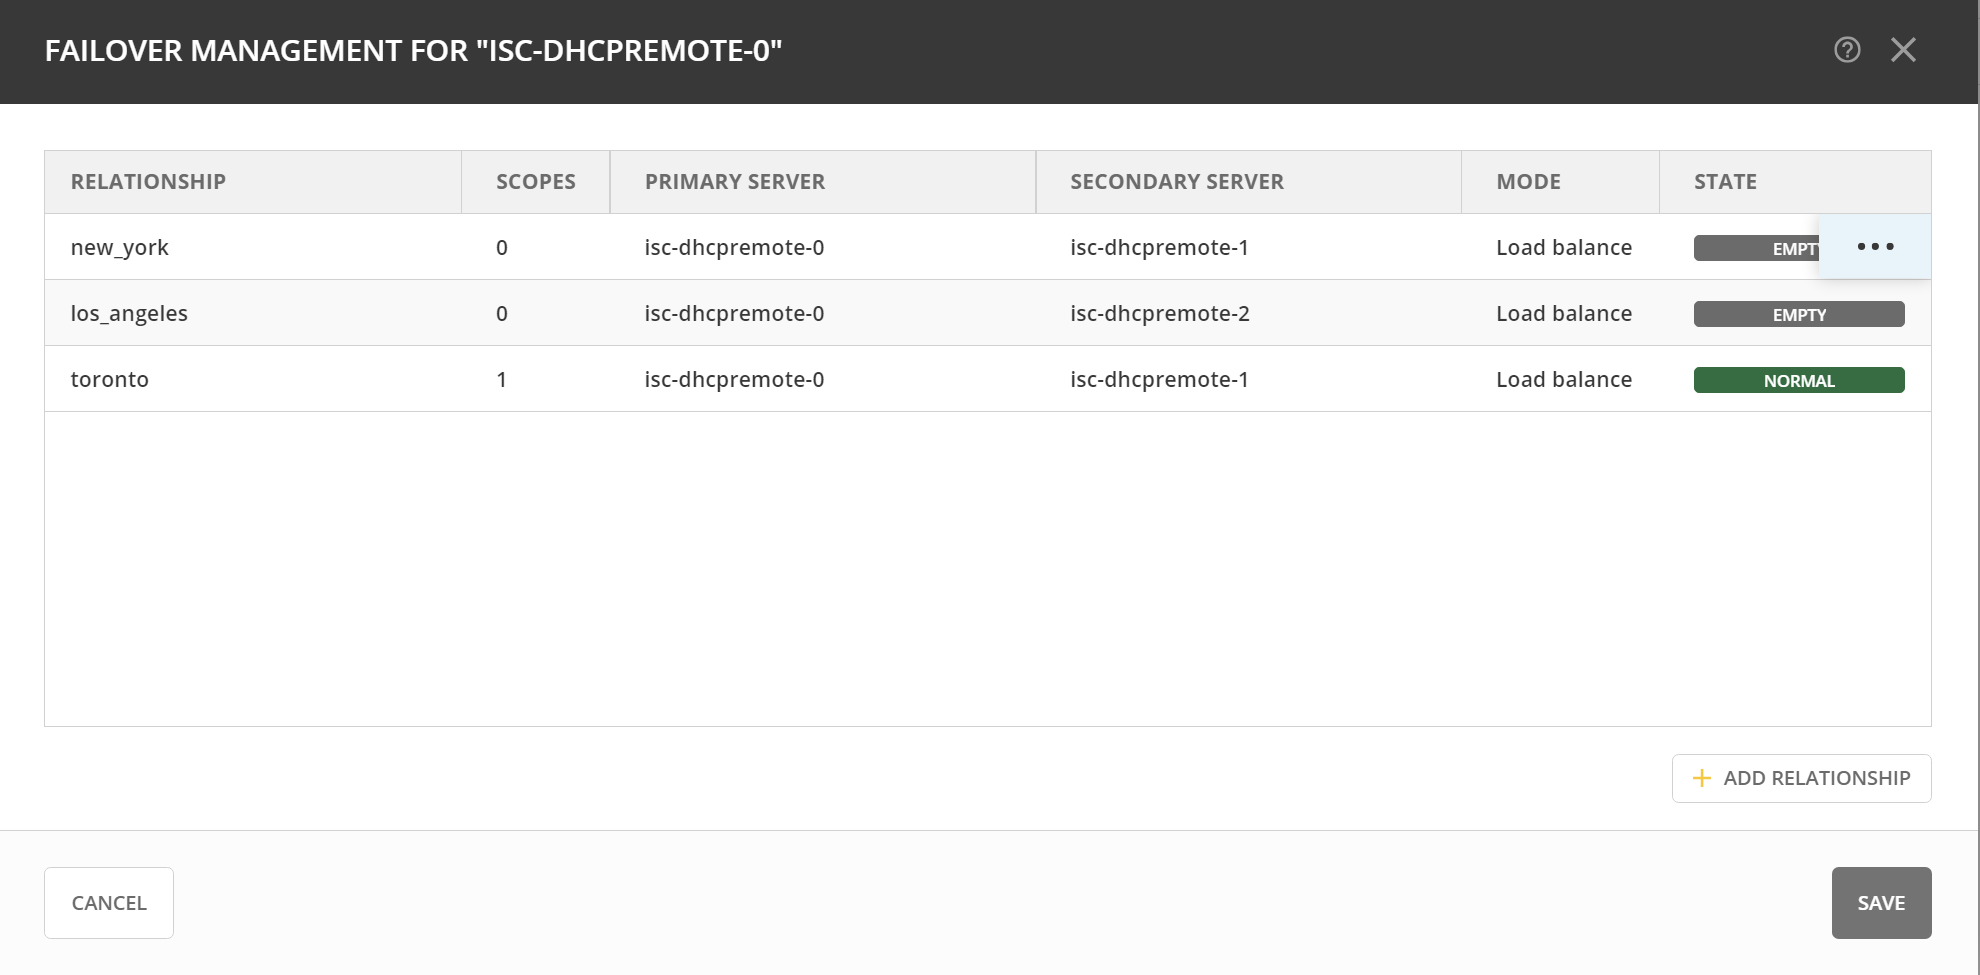 FAILOVER MANAGEMENT FOR "ISC-DHCPREMOTE-0"
RELATIONSHIP SCOPES PRIMARY SERVER SECONDARY SERVER MODE STATE
new_york 0 isc-dhcpremote-0 isc-dhcpremote-1 Load balance EMPTY
los_angeles 0 isc-dhcpremote-0 isc-dhcpremote-2 Load balance EMPTY
toronto 1 isc-dhcpremote-0 isc-dhcpremote-1 Load balance NORMAL
+ ADD RELATIONSHIP
CANCEL SAVE